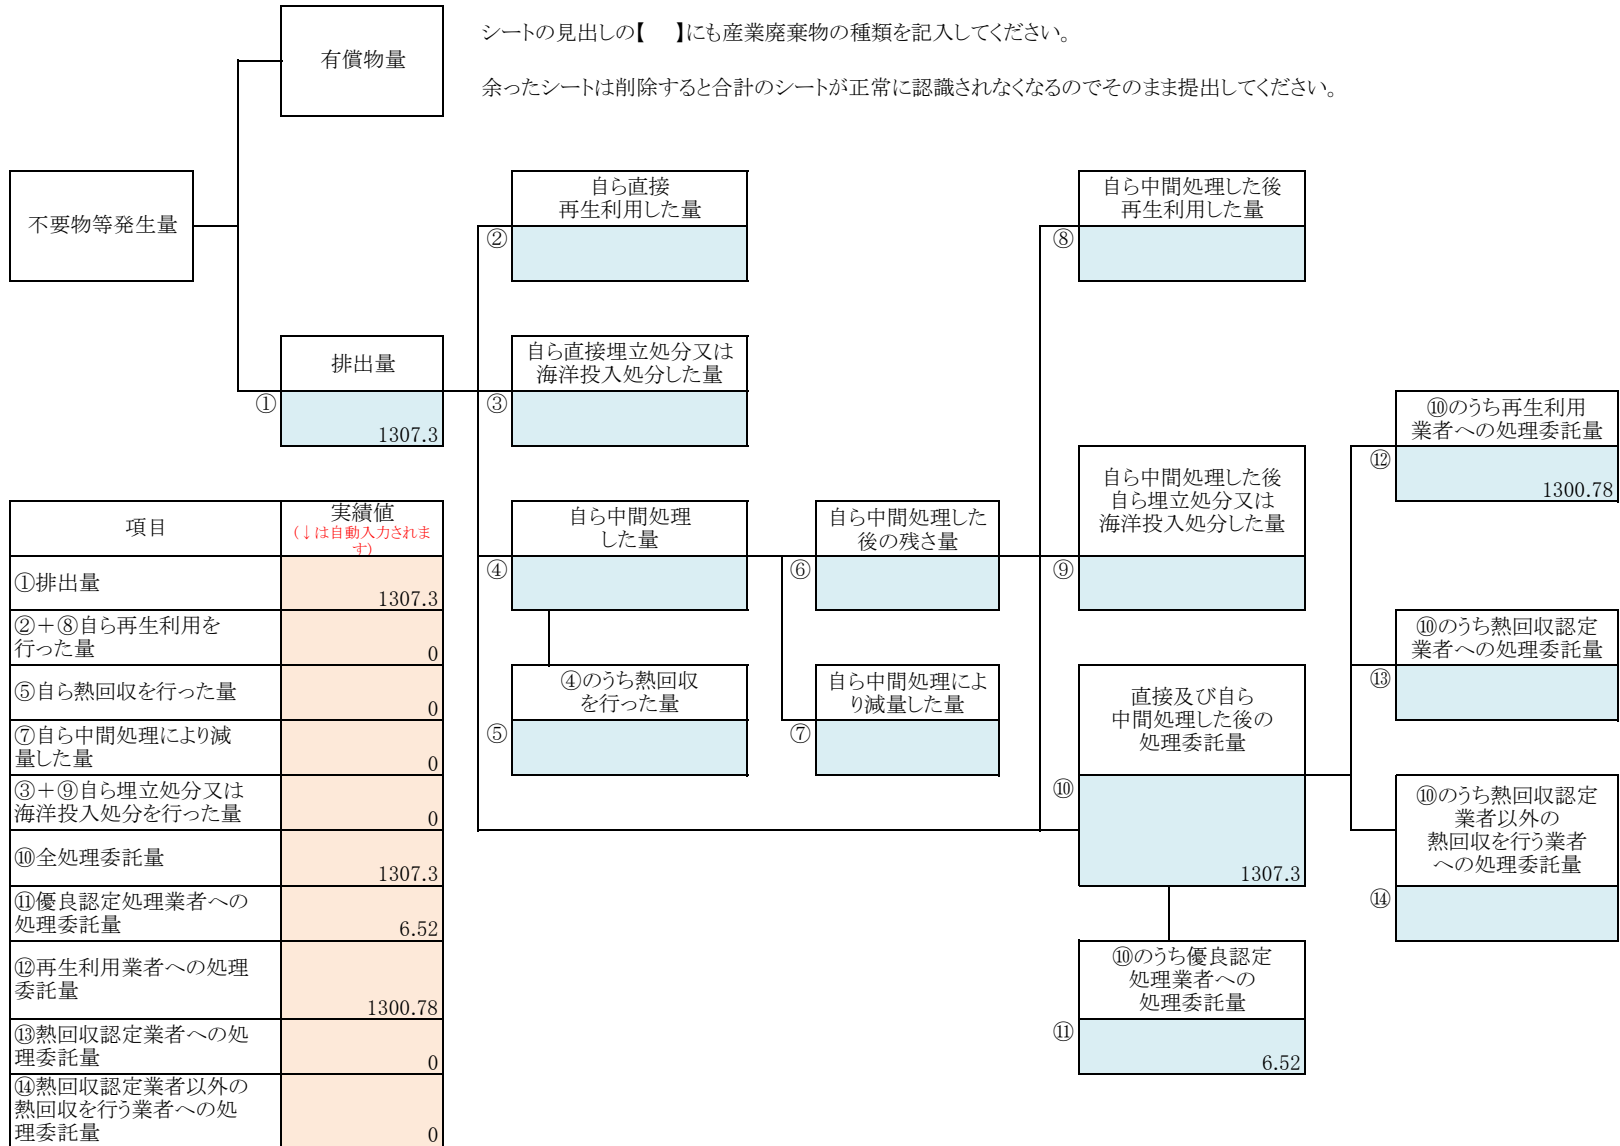 シートの見出しの【　】にも産業廃棄物の種類を記入してください。
余ったシートは削除すると合計のシートが正常に認識されなくなるのでそのまま提出してください。
有償物量
不要物等発生量
排出量
①
1307.3
自ら直接
再生利用した量
②
自ら直接埋立処分又は
海洋投入処分した量
③
自ら中間処理
した量
④
④のうち熱回収
を行った量
⑤
自ら中間処理した
後の残さ量
⑥
自ら中間処理によ
り減量した量
⑦
自ら中間処理した後
再生利用した量
⑧
自ら中間処理した後
自ら埋立処分又は
海洋投入処分した量
⑨
直接及び自ら
中間処理した後の
処理委託量
⑩
1307.3
⑩のうち優良認定
処理業者への
処理委託量
⑪
6.52
⑩のうち再生利用
業者への処理委託量
⑫
1300.78
⑩のうち熱回収認定
業者への処理委託量
⑬
⑩のうち熱回収認定
業者以外の
熱回収を行う業者
への処理委託量
⑭
項目
実績値
(↓は自動入力されま
す)
①排出量
1307.3
②＋⑧自ら再生利用を
行った量
0
⑤自ら熱回収を行った量
0
⑦自ら中間処理により減
量した量
0
③＋⑨自ら埋立処分又は
海洋投入処分を行った量
0
⑩全処理委託量
1307.3
⑪優良認定処理業者への
処理委託量
6.52
⑫再生利用業者への処理
委託量
1300.78
⑬熱回収認定業者への処
理委託量
0
⑭熱回収認定業者以外の
熱回収を行う業者への処
理委託量
0